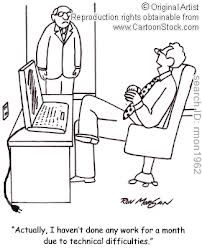 © Original Artist
Reproduction rights obtainable from
www.CartoonStock.com
search ID: rmon1962
RON MORGAN
"Actually, I haven't done any work for a month
due to technical difficulties."